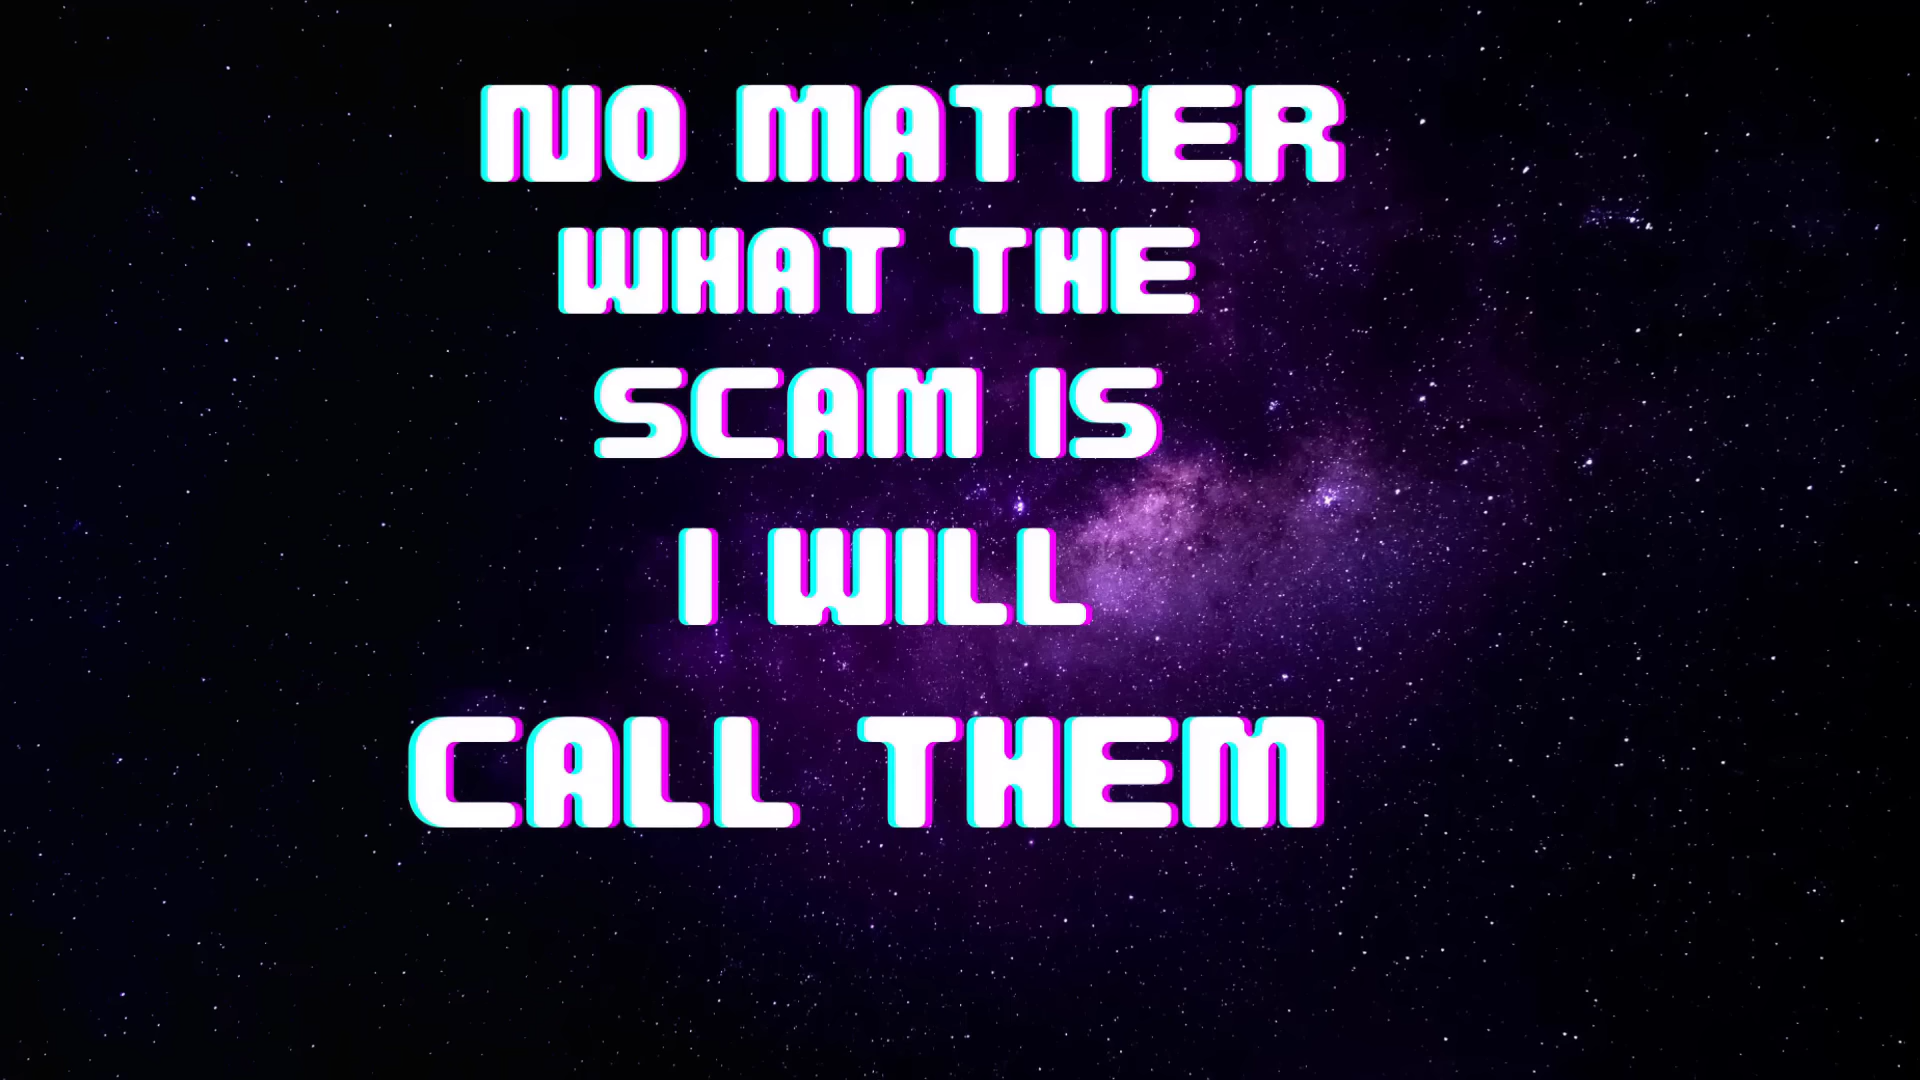 NO MATTER
WHAT THE
SCAM IS
I WILL
CALL THEM